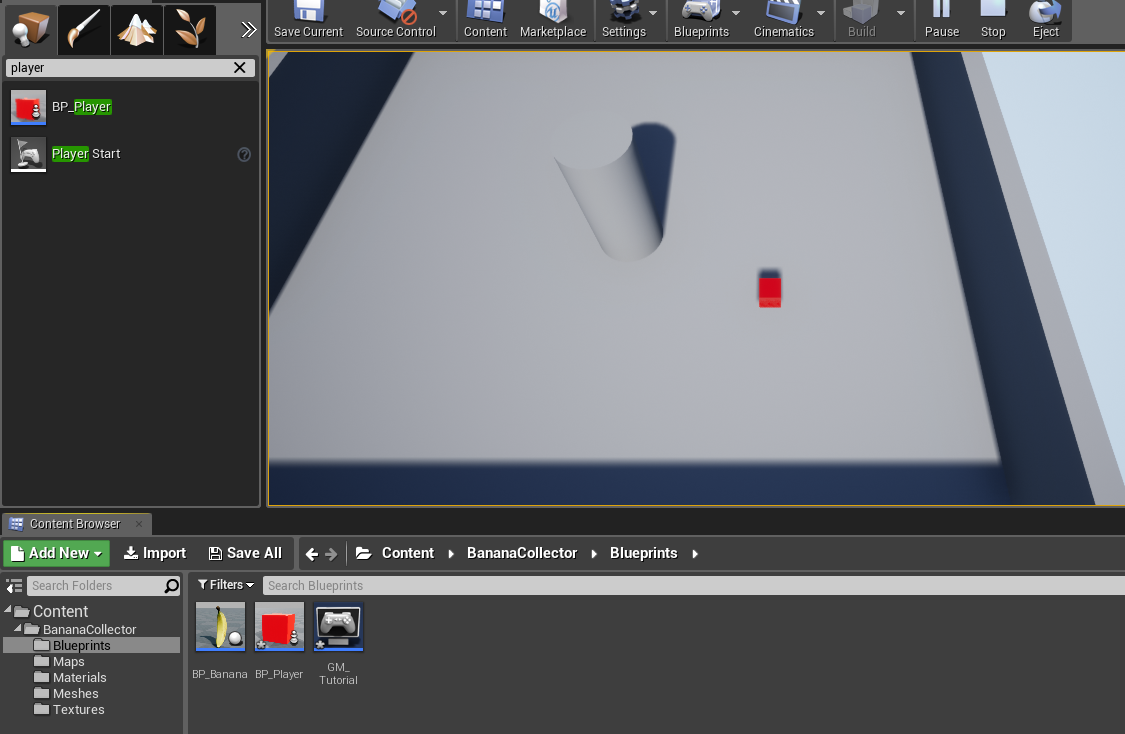 Save Current Source Control Content Marketplace Settings Blueprints Cinematics Build Pause Stop Eject
player
BP_Player
Player Start
Content Browser
Add New Import Save All Content BananaCollector Blueprints
Search Folders
Filters Search Blueprints
Content
BananaCollector
Blueprints
Maps
Materials
Meshes
Textures
BP_Banana BP_Player GM_
Tutorial